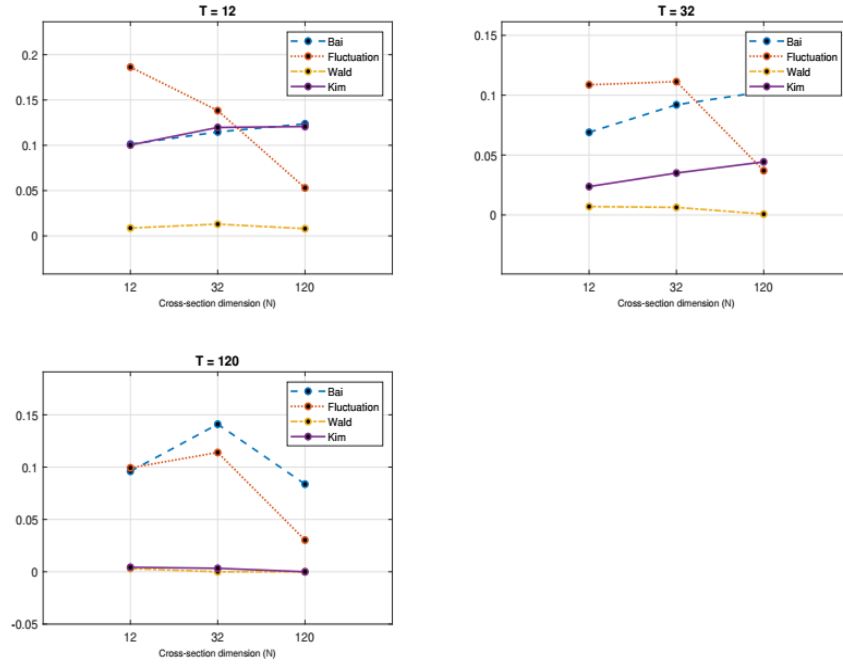 T = 12
0.2
0.15
0.1
0.05
0
12
32
120
Cross-section dimension (N)
Bai
Fluctuation
Wald
Kim
T = 32
0.15
0.1
0.05
0
12
32
120
Cross-section dimension (N)
Bai
Fluctuation
Wald
Kim
T = 120
0.15
0.1
0.05
0
-0.05
12
32
120
Cross-section dimension (N)
Bai
Fluctuation
Wald
Kim